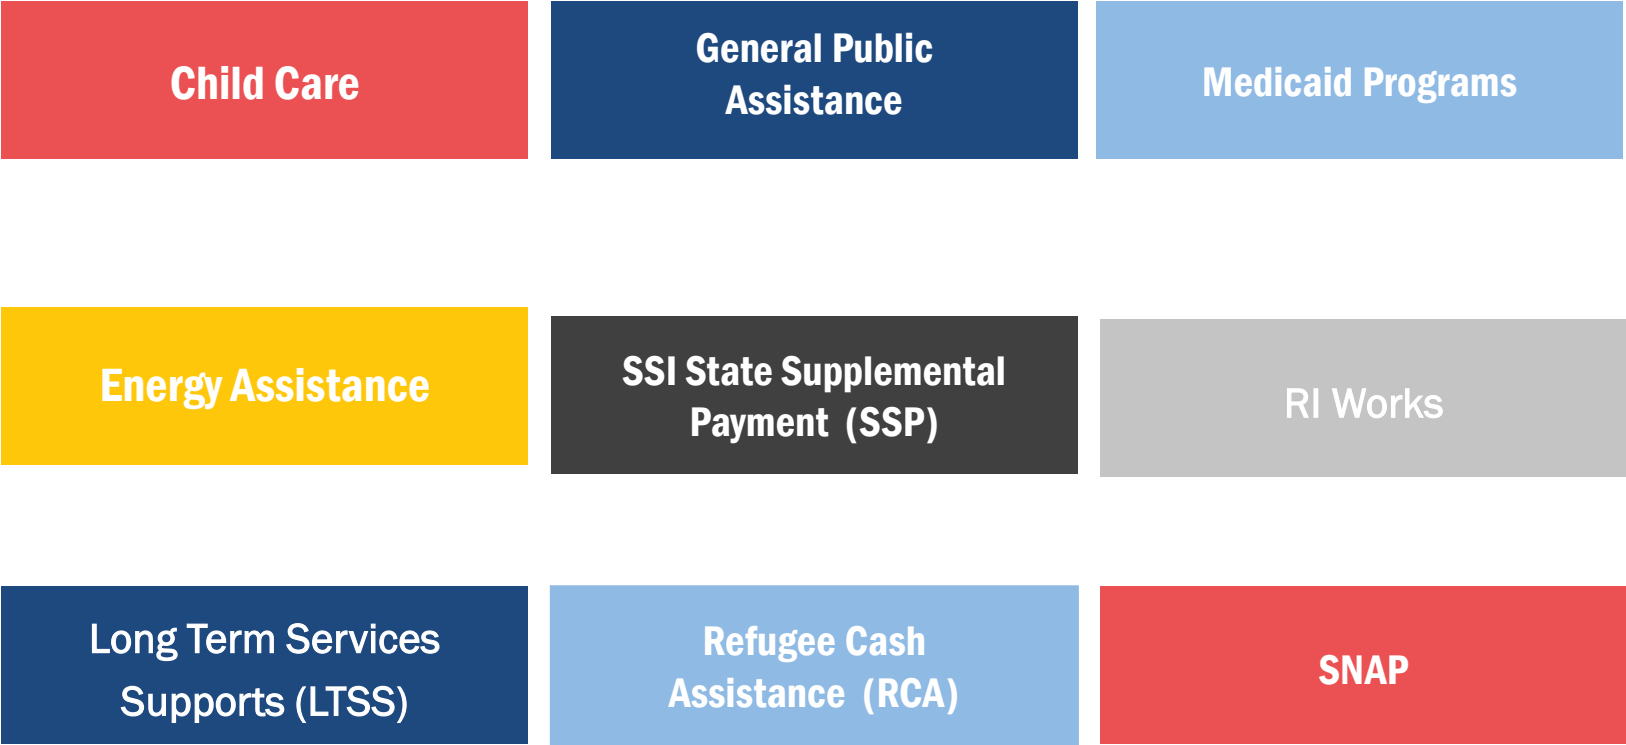 Child Care
General Public
Assistance
Medicaid Programs
Energy Assistance
SSI State Supplemental
Payment (SSP)
RI Works
Long Term Services
Supports (LTSS)
Refugee Cash
Assistance (RCA)
SNAP